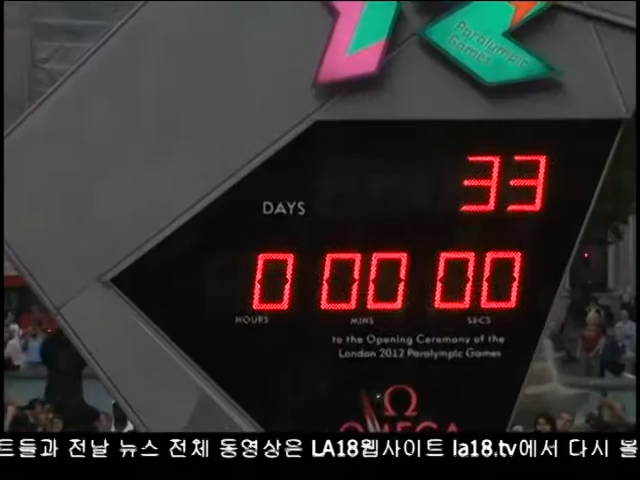 Paralympic
Games
DAYS 33
0 00 00
HOURS MINS SECS
to the Opening Ceremony of the
London 2012 Paralympic Games
OMEGA
트들과 전날 뉴스 전체 동영상은 LA18웹사이트 la18.tv에서 다시 볼